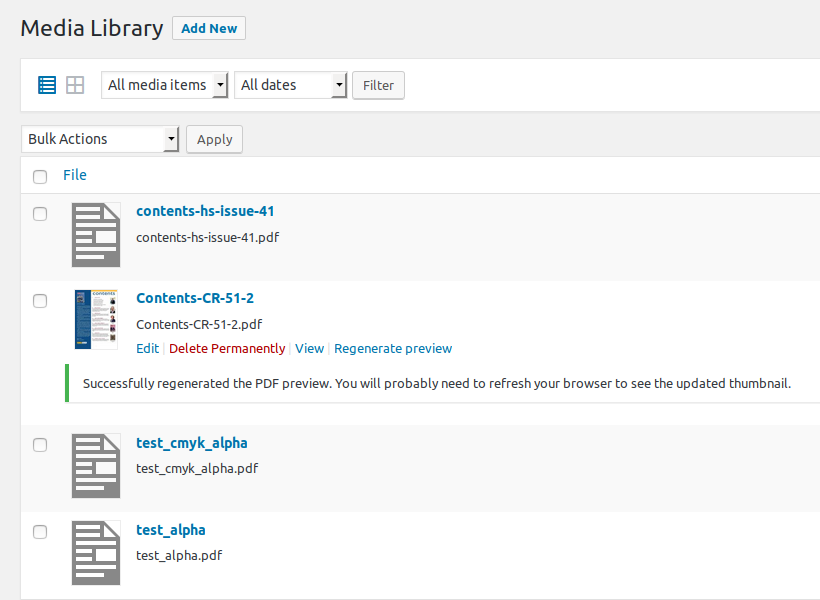 Media Library Add New
All media items All dates Filter
Bulk Actions Apply
File
contents-hs-issue-41
contents-hs-issue-41.pdf
Contents-CR-51-2
Contents-CR-51-2.pdf
Edit | Delete Permanently | View | Regenerate preview
Successfully regenerated the PDF preview. You will probably need to refresh your browser to see the updated thumbnail.
test_cmyk_alpha
test_cmyk_alpha.pdf
test_alpha
test_alpha.pdf